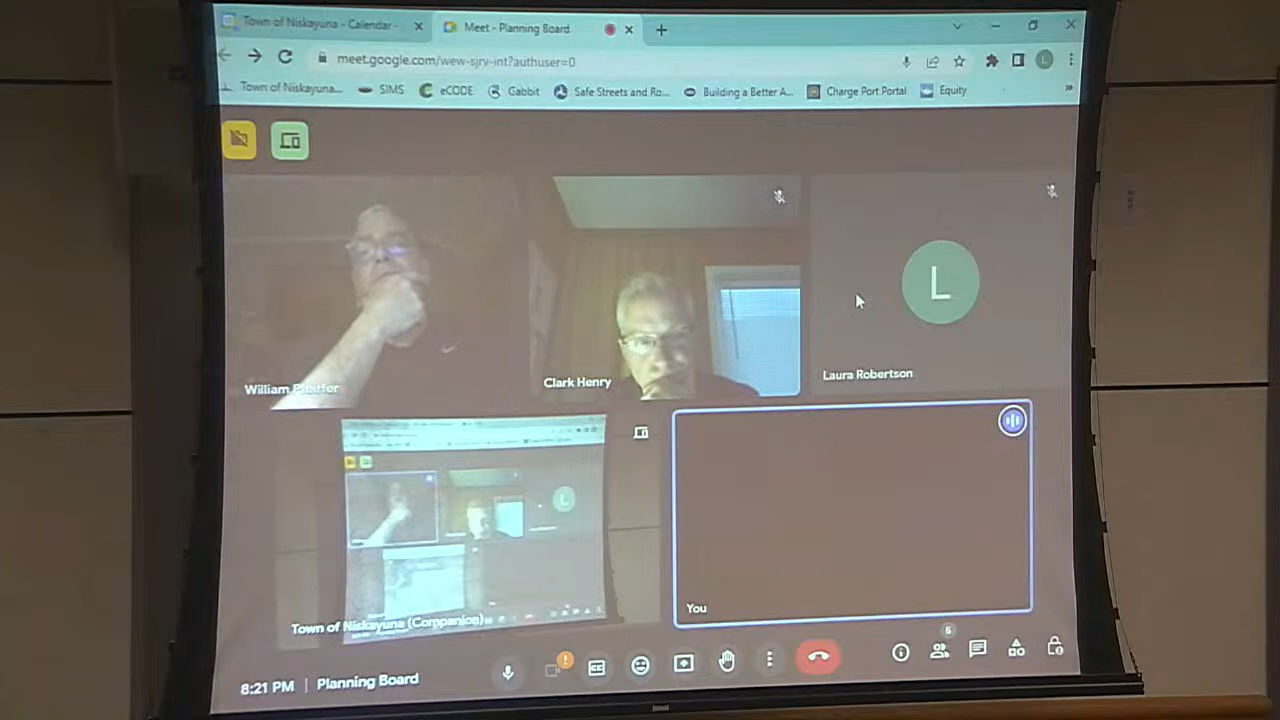 Town of Niskayuna - Calendar -
Meet - Planning Board
meet.google.com/wew-sjrv-int?authuser=0
L
Town of Niskayuna...
SIMS
eCODE
Gabbit
Safe Streets and Ro...
Building a Better A...
Charge Port Portal
Equity
»
L
William Pfeiffer
Clark Henry
Laura Robertson
L
Town of Niskayuna (Companion)
You
8:21 PM | Planning Board
CC
!
5